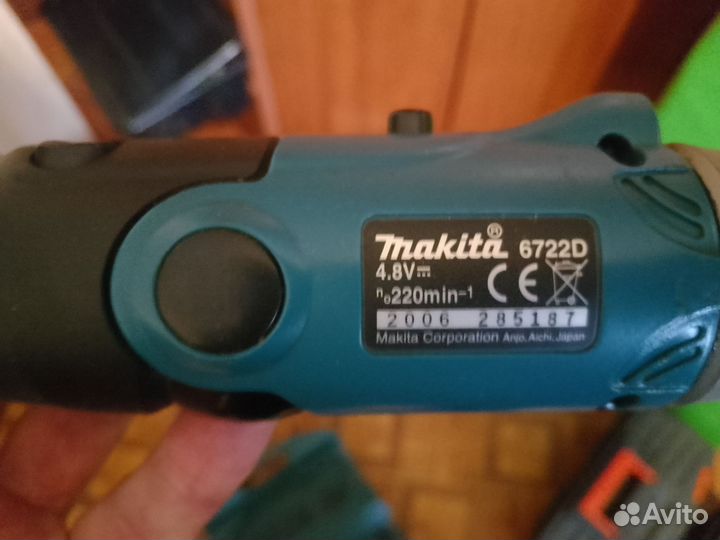 makita® 6722D
4.8V⎓
n₀220min⁻¹ CE
2006 285187
Makita Corporation Anjo, Aichi, Japan
Avito